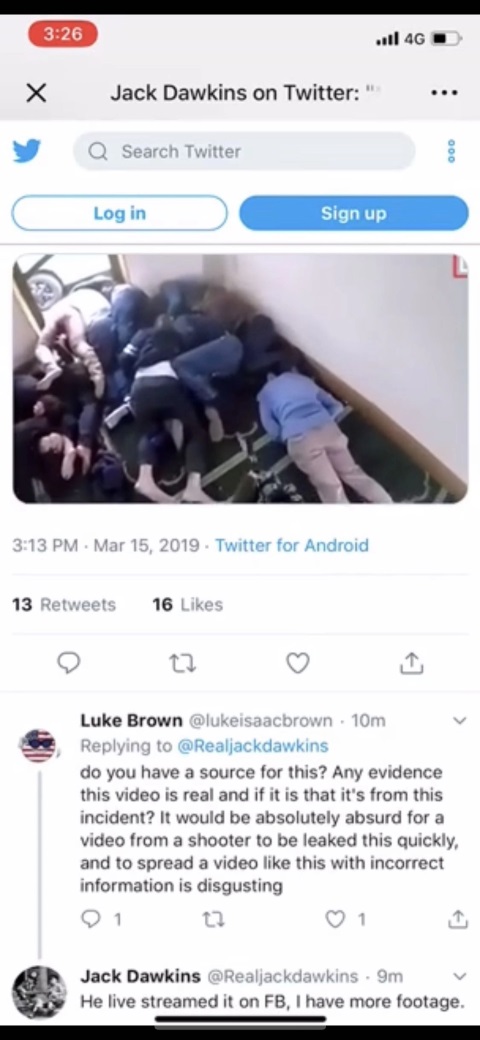 3:26
4G
Jack Dawkins on Twitter: "
Search Twitter
Log in
Sign up
3:13 PM · Mar 15, 2019 · Twitter for Android
13 Retweets 16 Likes
Luke Brown @lukeisaacbrown · 10m
Replying to @Realjackdawkins
do you have a source for this? Any evidence
this video is real and if it is that it's from this
incident? It would be absolutely absurd for a
video from a shooter to be leaked this quickly,
and to spread a video like this with incorrect
information is disgusting
1
1
Jack Dawkins @Realjackdawkins · 9m
He live streamed it on FB, I have more footage.